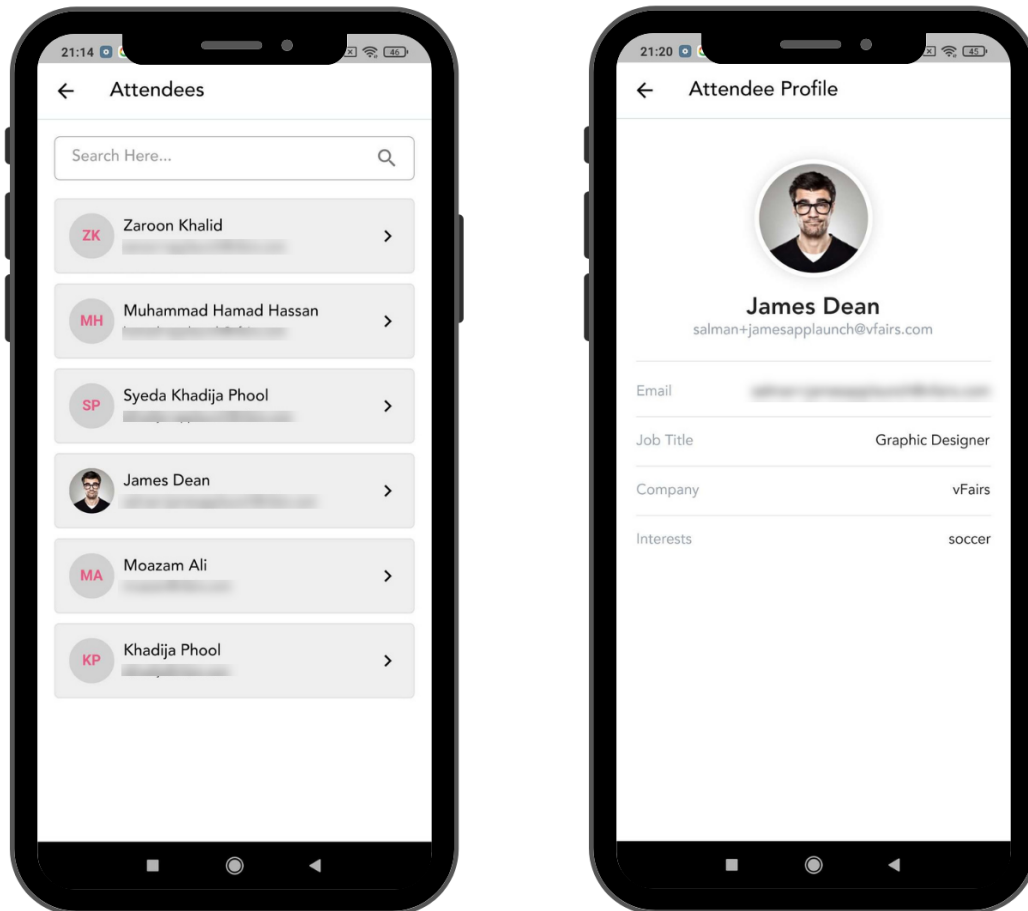 21:14
46
Attendees
Search Here...
ZK
Zaroon Khalid
MH
Muhammad Hamad Hassan
SP
Syeda Khadija Phool
James Dean
MA
Moazam Ali
KP
Khadija Phool
21:20
45
Attendee Profile
James Dean
salman+jamesapplaunch@vfairs.com
Email
Job Title Graphic Designer
Company vFairs
Interests soccer